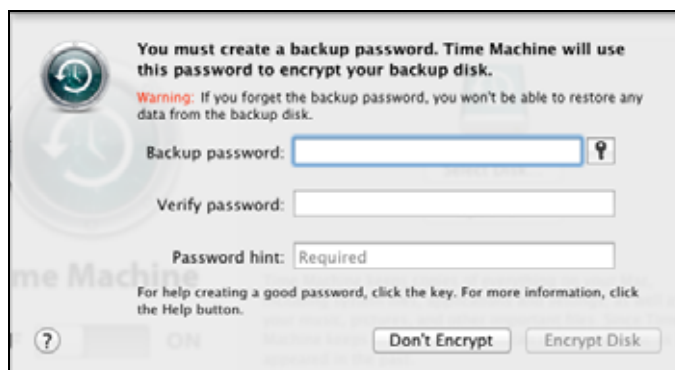 You must create a backup password. Time Machine will use
this password to encrypt your backup disk.
Warning: If you forget the backup password, you won't be able to restore any
data from the backup disk.
Backup password:
Select Disk...
Verify password:
Password hint: Required
me Machine
For help creating a good password, click the key. For more information, click
the Help button.
ON
? Don't Encrypt Encrypt Disk